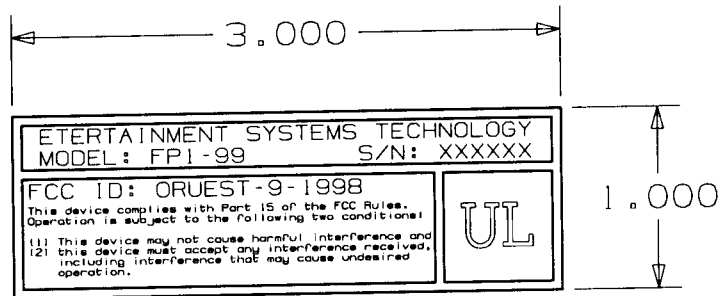 3.000
ETERTAINMENT SYSTEMS TECHNOLOGY
MODEL: FPI-99 S/N: XXXXXX
FCC ID: ORUEST-9-1998
This device complies with Part 15 of the FCC Rules.
Operation is subject to the following two conditional
(1) This device may not cause harmful interference and
(2) this device must accept any interference received,
including interference that may cause undesired
operation.
UL
1.000